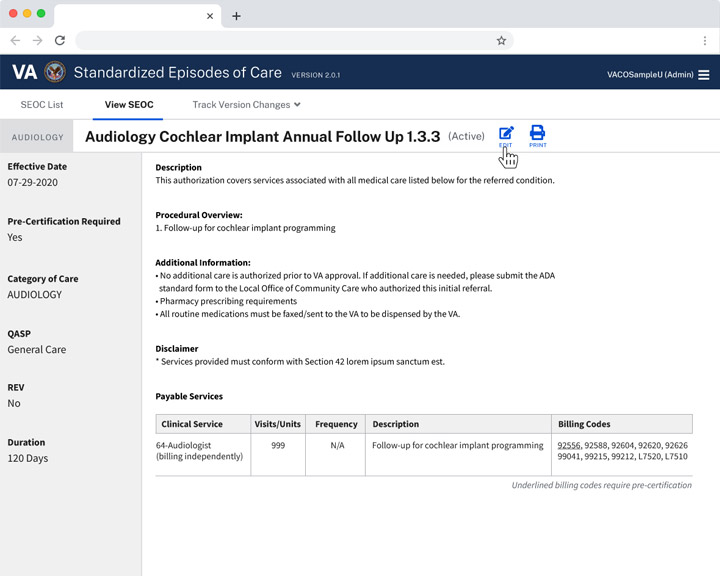 VA Standardized Episodes of Care VERSION 2.0.1 VACOSampleU (Admin)
SEOC List View SEOC Track Version Changes
AUDIOLOGY Audiology Cochlear Implant Annual Follow Up 1.3.3 (Active) EDIT PRINT
Effective Date
07-29-2020
Pre-Certification Required
Yes
Category of Care
AUDIOLOGY
QASP
General Care
REV
No
Duration
120 Days
Description
This authorization covers services associated with all medical care listed below for the referred condition.
Procedural Overview:
1. Follow-up for cochlear implant programming
Additional Information:
• No additional care is authorized prior to VA approval. If additional care is needed, please submit the ADA
standard form to the Local Office of Community Care who authorized this initial referral.
• Pharmacy prescribing requirements
• All routine medications must be faxed/sent to the VA to be dispensed by the VA.
Disclaimer
* Services provided must conform with Section 42 lorem ipsum sanctum est.
Payable Services
Clinical Service Visits/Units Frequency Description Billing Codes
64-Audiologist 999 N/A Follow-up for cochlear implant programming 92556, 92588, 92604, 92620, 92626
(billing independently) 99041, 99215, 99212, L7520, L7510
Underlined billing codes require pre-certification